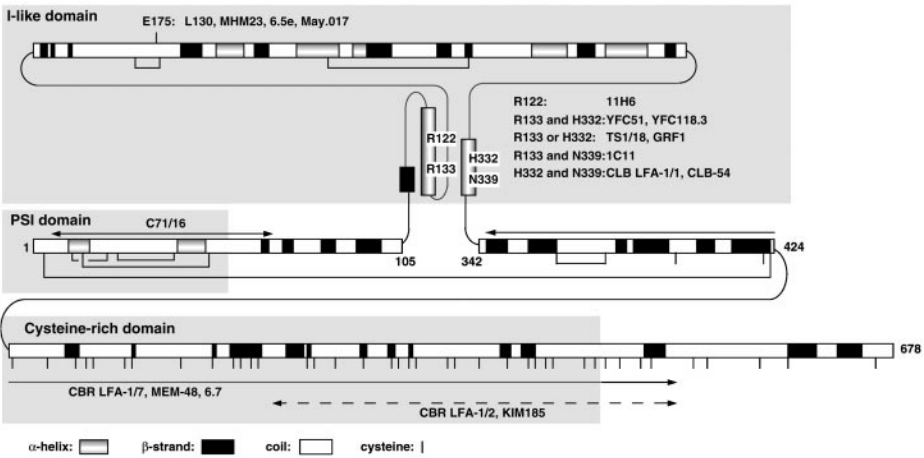 I-like domain
E175: L130, MHM23, 6.5e, May.017
R122: 11H6
R133 and H332:YFC51, YFC118.3
R133 or H332: TS1/18, GRF1
R133 and N339:1C11
H332 and N339:CLB LFA-1/1, CLB-54
R122
R133
H332
N339
PSI domain
C71/16
1
105
342
424
Cysteine-rich domain
678
CBR LFA-1/7, MEM-48, 6.7
CBR LFA-1/2, KIM185
α-helix: β-strand: coil: cysteine: